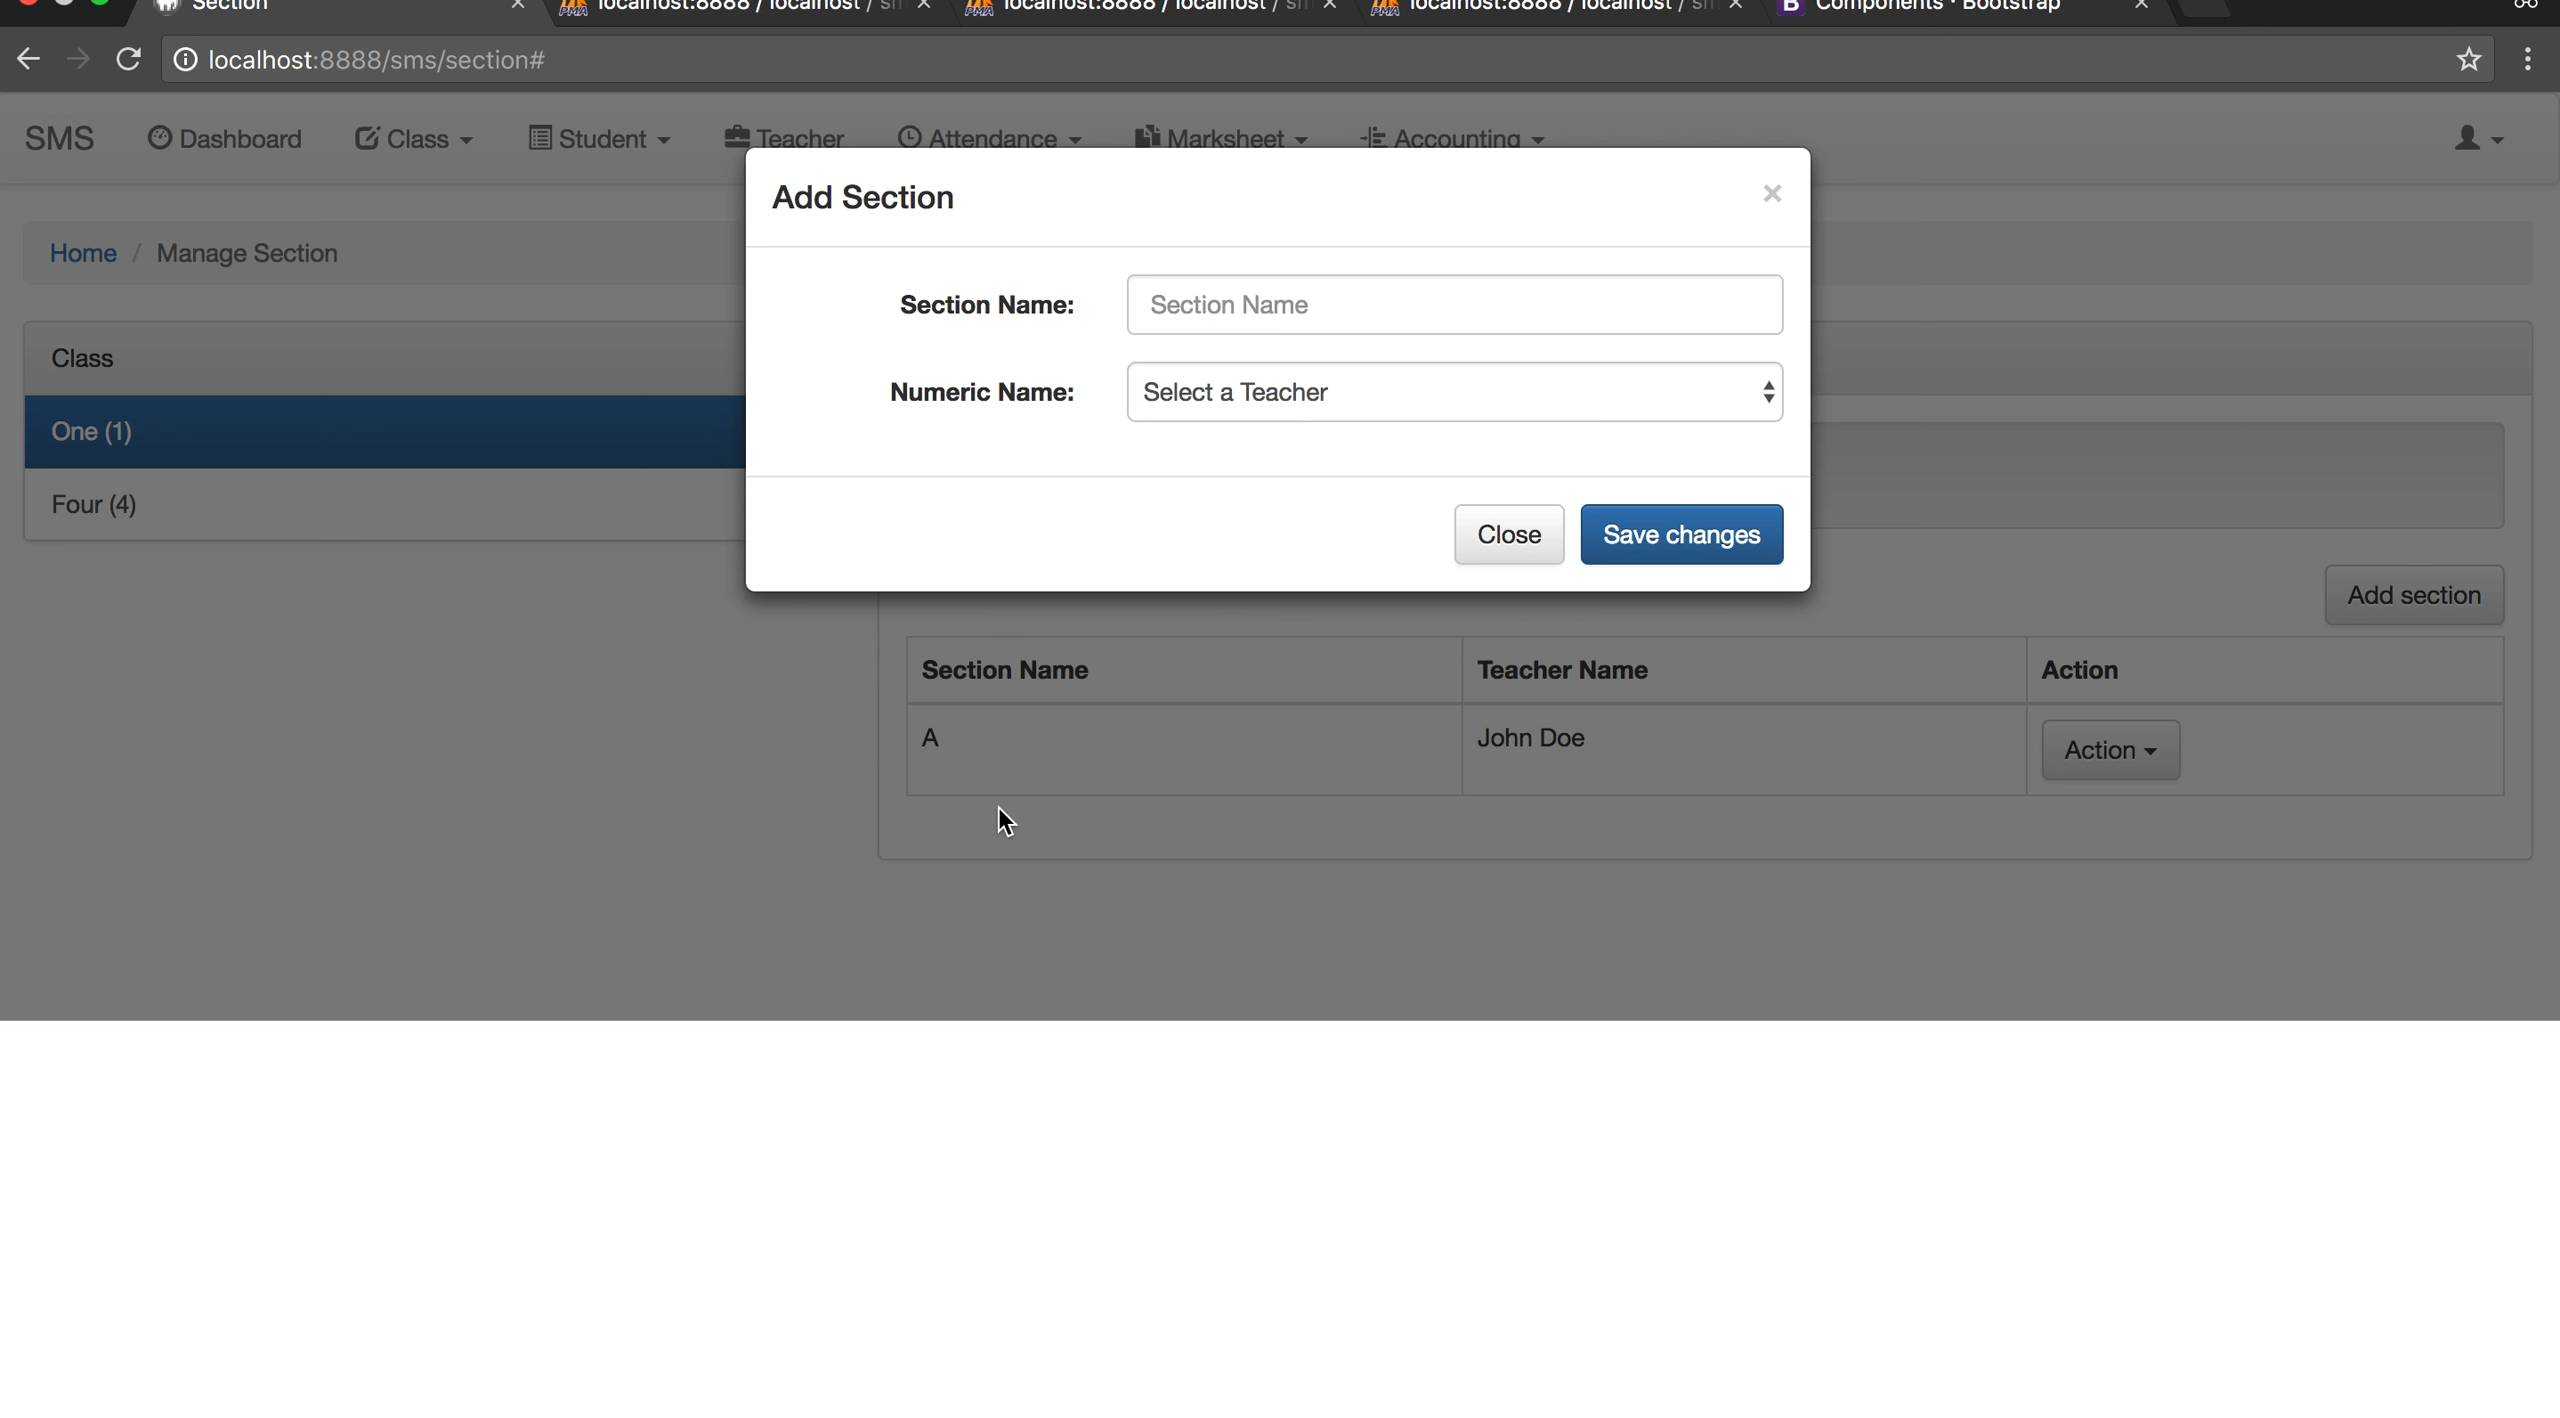 Section
localhost:8888 / localhost /
localhost:8888 / localhost /
localhost:8888 / localhost /
Components · Bootstrap
localhost:8888/sms/section#
SMS Dashboard Class Student Teacher Attendance Marksheet Accounting
Add Section ×
Home / Manage Section
Section Name: Section Name
Class
Numeric Name: Select a Teacher
One (1)
Four (4)
Close Save changes
Add section
Section Name Teacher Name Action
A John Doe Action